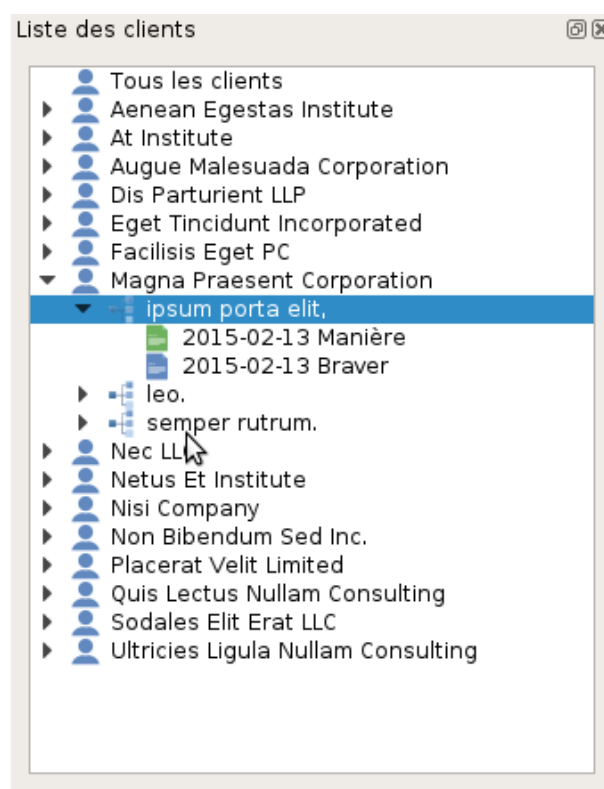 Liste des clients
Tous les clients
Aenean Egestas Institute
At Institute
Augue Malesuada Corporation
Dis Parturient LLP
Eget Tincidunt Incorporated
Facilisis Eget PC
Magna Praesent Corporation
ipsum porta elit,
2015-02-13 Manière
2015-02-13 Braver
leo.
semper rutrum.
Nec LLC
Netus Et Institute
Nisi Company
Non Bibendum Sed Inc.
Placerat Velit Limited
Quis Lectus Nullam Consulting
Sodales Elit Erat LLC
Ultricies Ligula Nullam Consulting